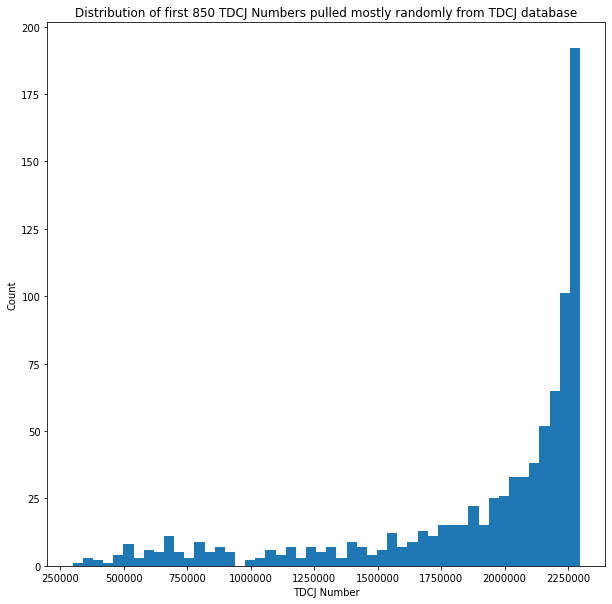 Distribution of first 850 TDCJ Numbers pulled mostly randomly from TDCJ database
200
175
150
125
100
75
50
25
0
Count
250000 500000 750000 1000000 1250000 1500000 1750000 2000000 2250000
TDCJ Number